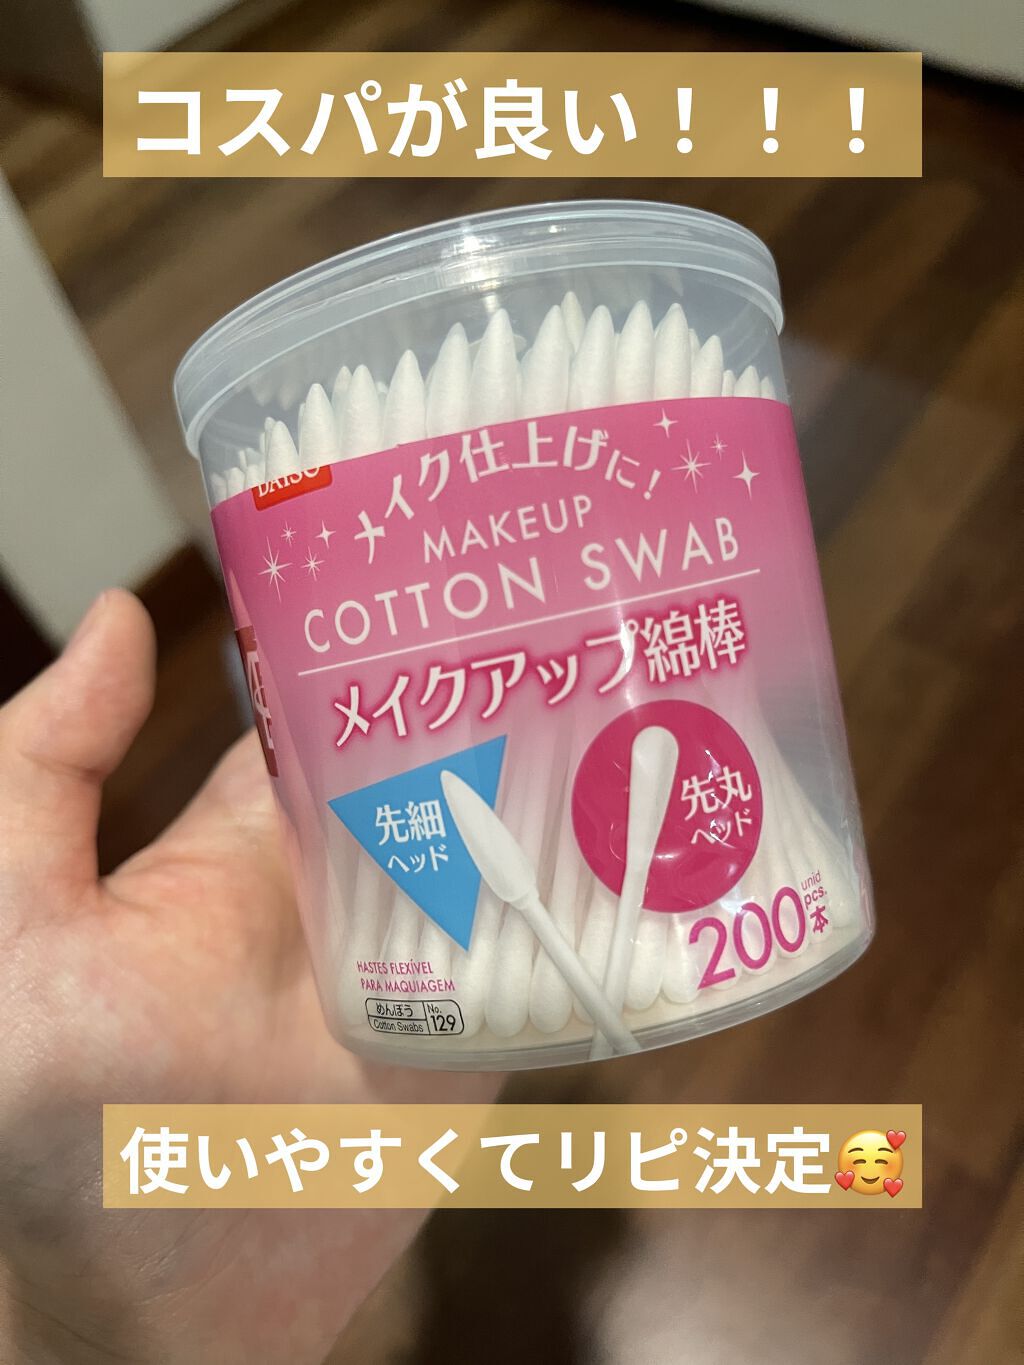 コスパが良い！！！
DAISO
メイク仕上げに!
MAKEUP
COTTON SWAB
メイクアップ綿棒
先細
ヘッド
先丸
ヘッド
200 unid pcs. 本
HASTES FLEXÍVEL
PARA MAQUIAGEM
めんぼう
Cotton Swabs
No.
129
使いやすくてリピ決定🥰